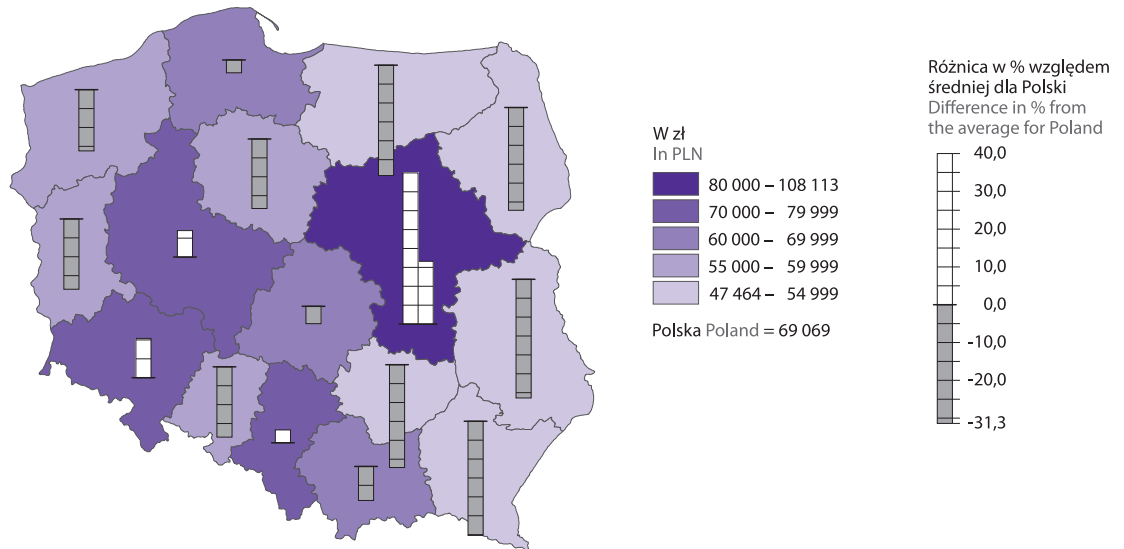 W zł
In PLN
80 000 – 108 113
70 000 – 79 999
60 000 – 69 999
55 000 – 59 999
47 464 – 54 999
Polska Poland = 69 069
Różnica w % względem
średniej dla Polski
Difference in % from
the average for Poland
40,0
30,0
20,0
10,0
0,0
-10,0
-20,0
-31,3